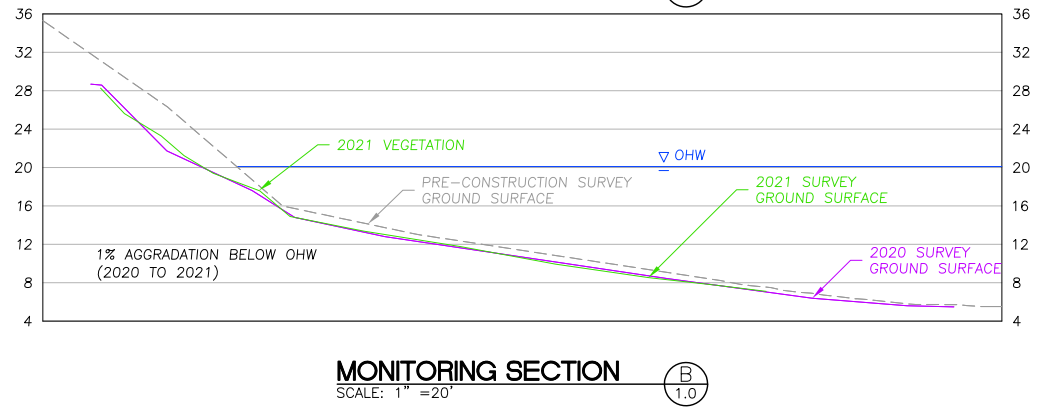 36
32
28
24
20
16
12
8
4
36
32
28
24
20
16
12
8
4
2021 VEGETATION
OHW
PRE-CONSTRUCTION SURVEY
GROUND SURFACE
2021 SURVEY
GROUND SURFACE
1% AGGRADATION BELOW OHW
(2020 TO 2021)
2020 SURVEY
GROUND SURFACE
MONITORING SECTION
SCALE: 1" =20'
B
1.0